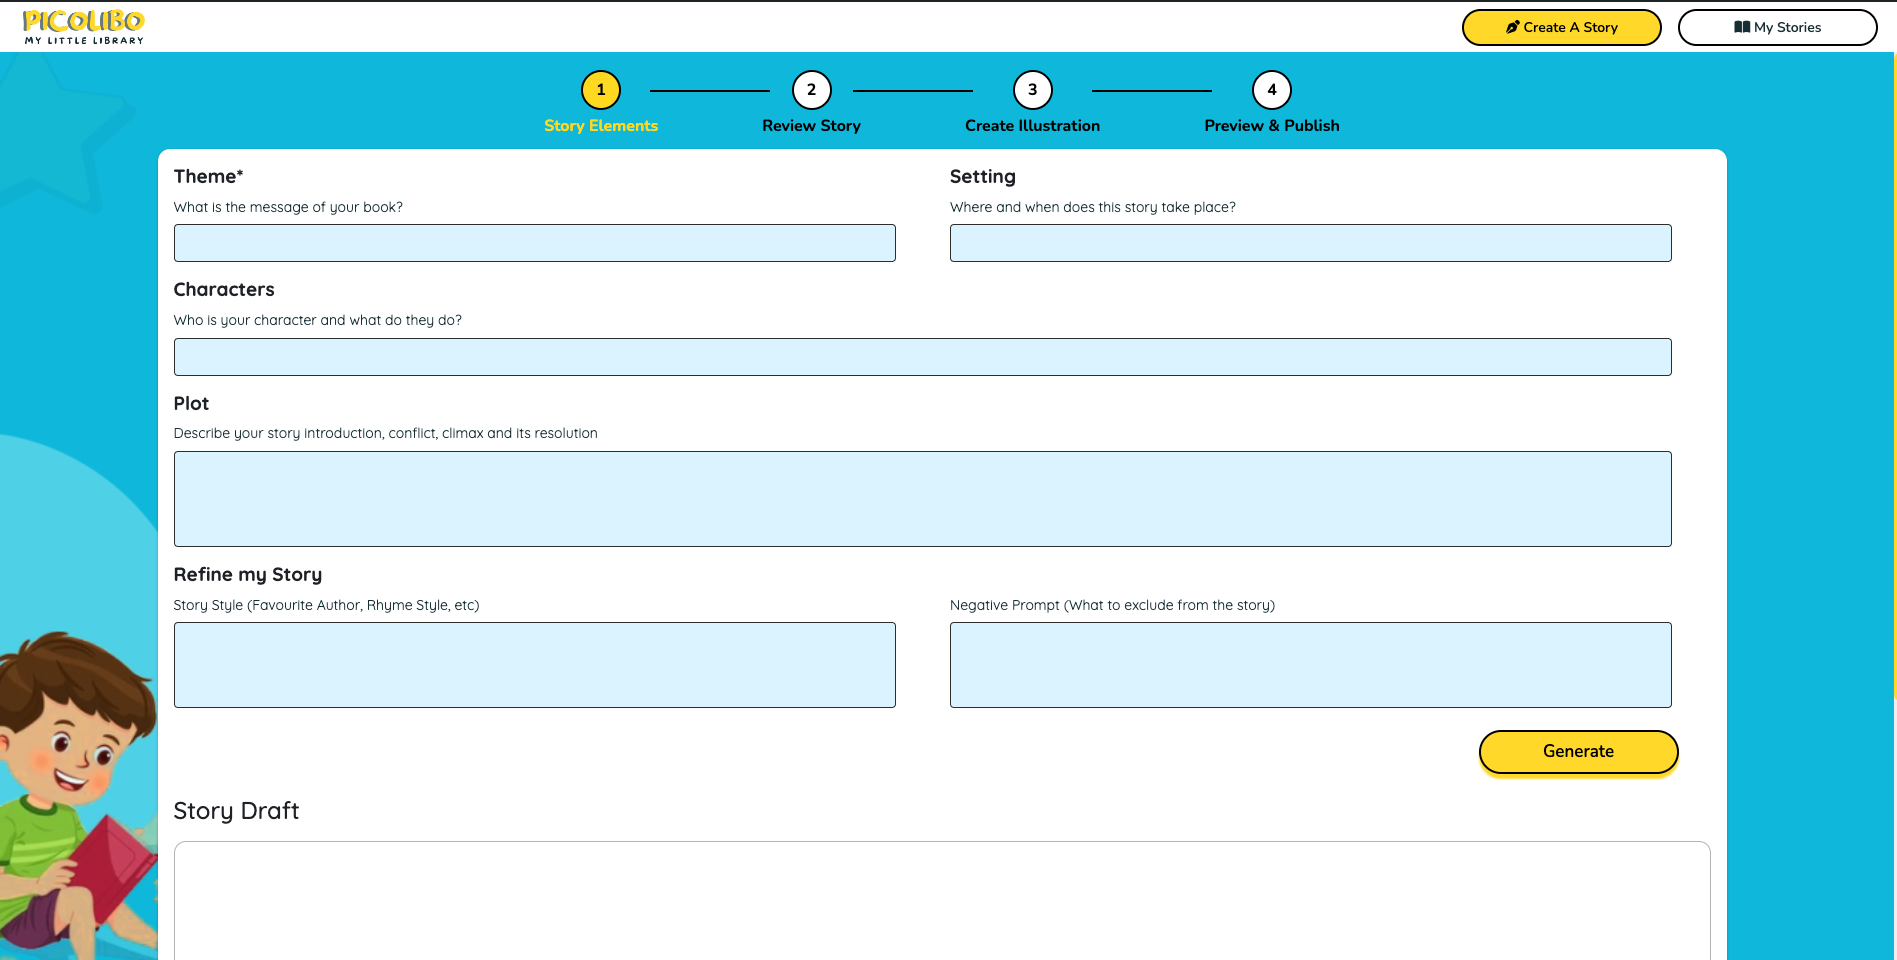 PICOLIBO
MY LITTLE LIBRARY
Create A Story
My Stories
1
2
3
4
Story Elements
Review Story
Create Illustration
Preview & Publish
Theme*
Setting
What is the message of your book?
Where and when does this story take place?
Characters
Who is your character and what do they do?
Plot
Describe your story introduction, conflict, climax and its resolution
Refine my Story
Story Style (Favourite Author, Rhyme Style, etc)
Negative Prompt (What to exclude from the story)
Generate
Story Draft